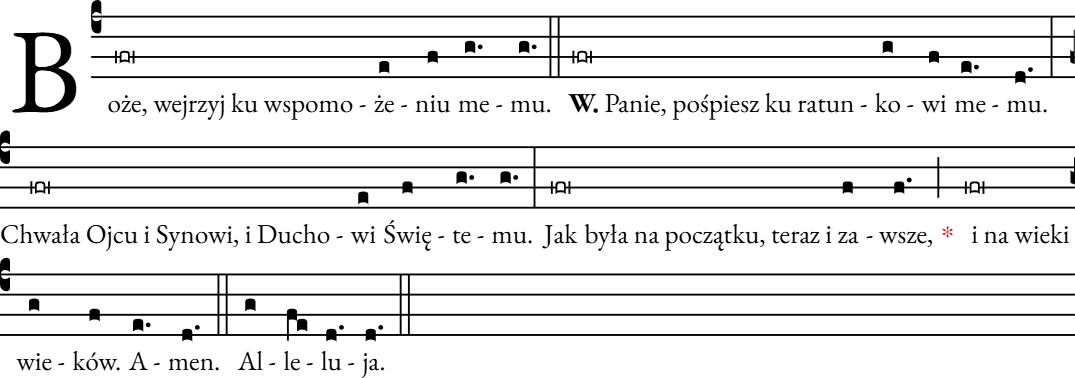 Boże, wejrzyj ku wspomo - że - niu me - mu. W. Panie, pośpiesz ku ratun - ko - wi me - mu.
Chwała Ojcu i Synowi, i Ducho - wi Świę - te - mu. Jak była na początku, teraz i za - wsze, * i na wieki
wie - ków. A - men. Al - le - lu - ja.